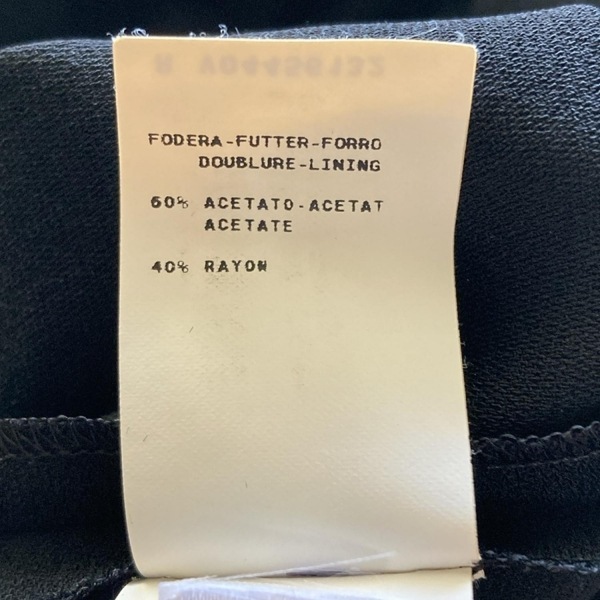 FODERA-FUTTER-FORRO
DOUBLURE-LINING
60% ACETATO-ACETAT
ACETATE
40% RAYON